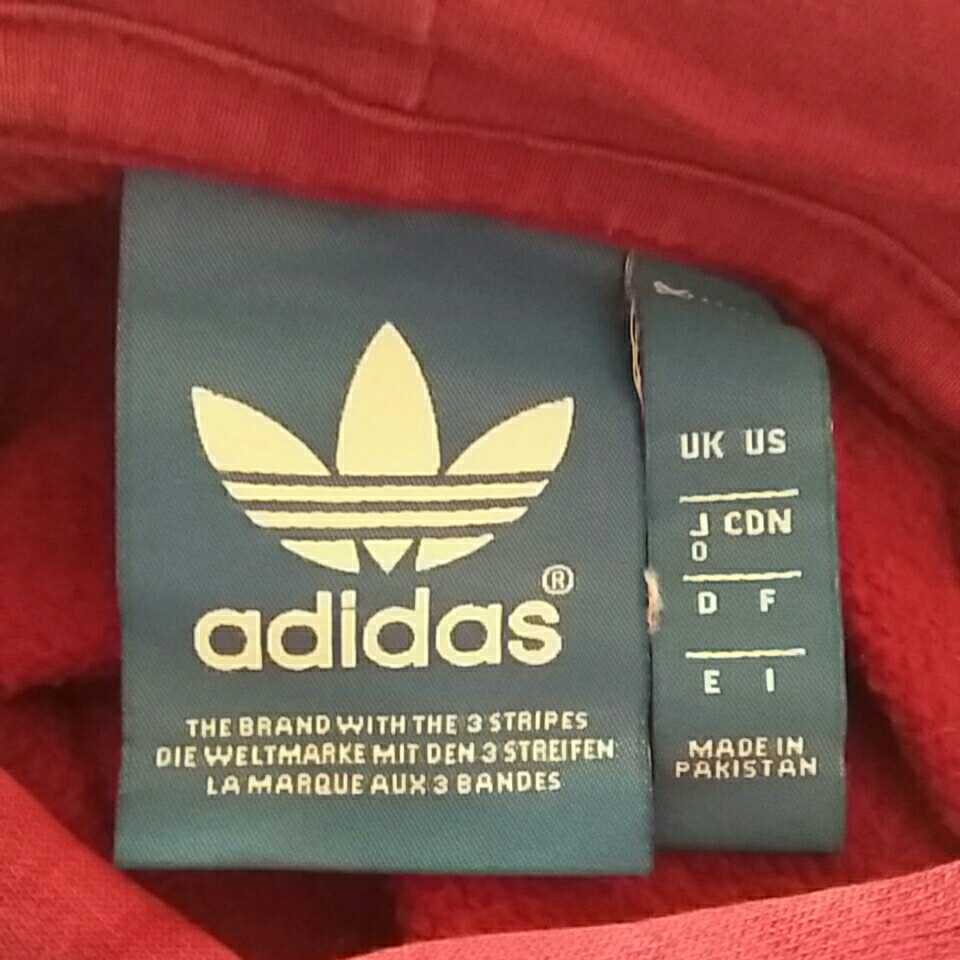 adidas®
THE BRAND WITH THE 3 STRIPES
DIE WELTMARKE MIT DEN 3 STREIFEN
LA MARQUE AUX 3 BANDES
UK US
J CDN
O
D F
E I
MADE IN
PAKISTAN